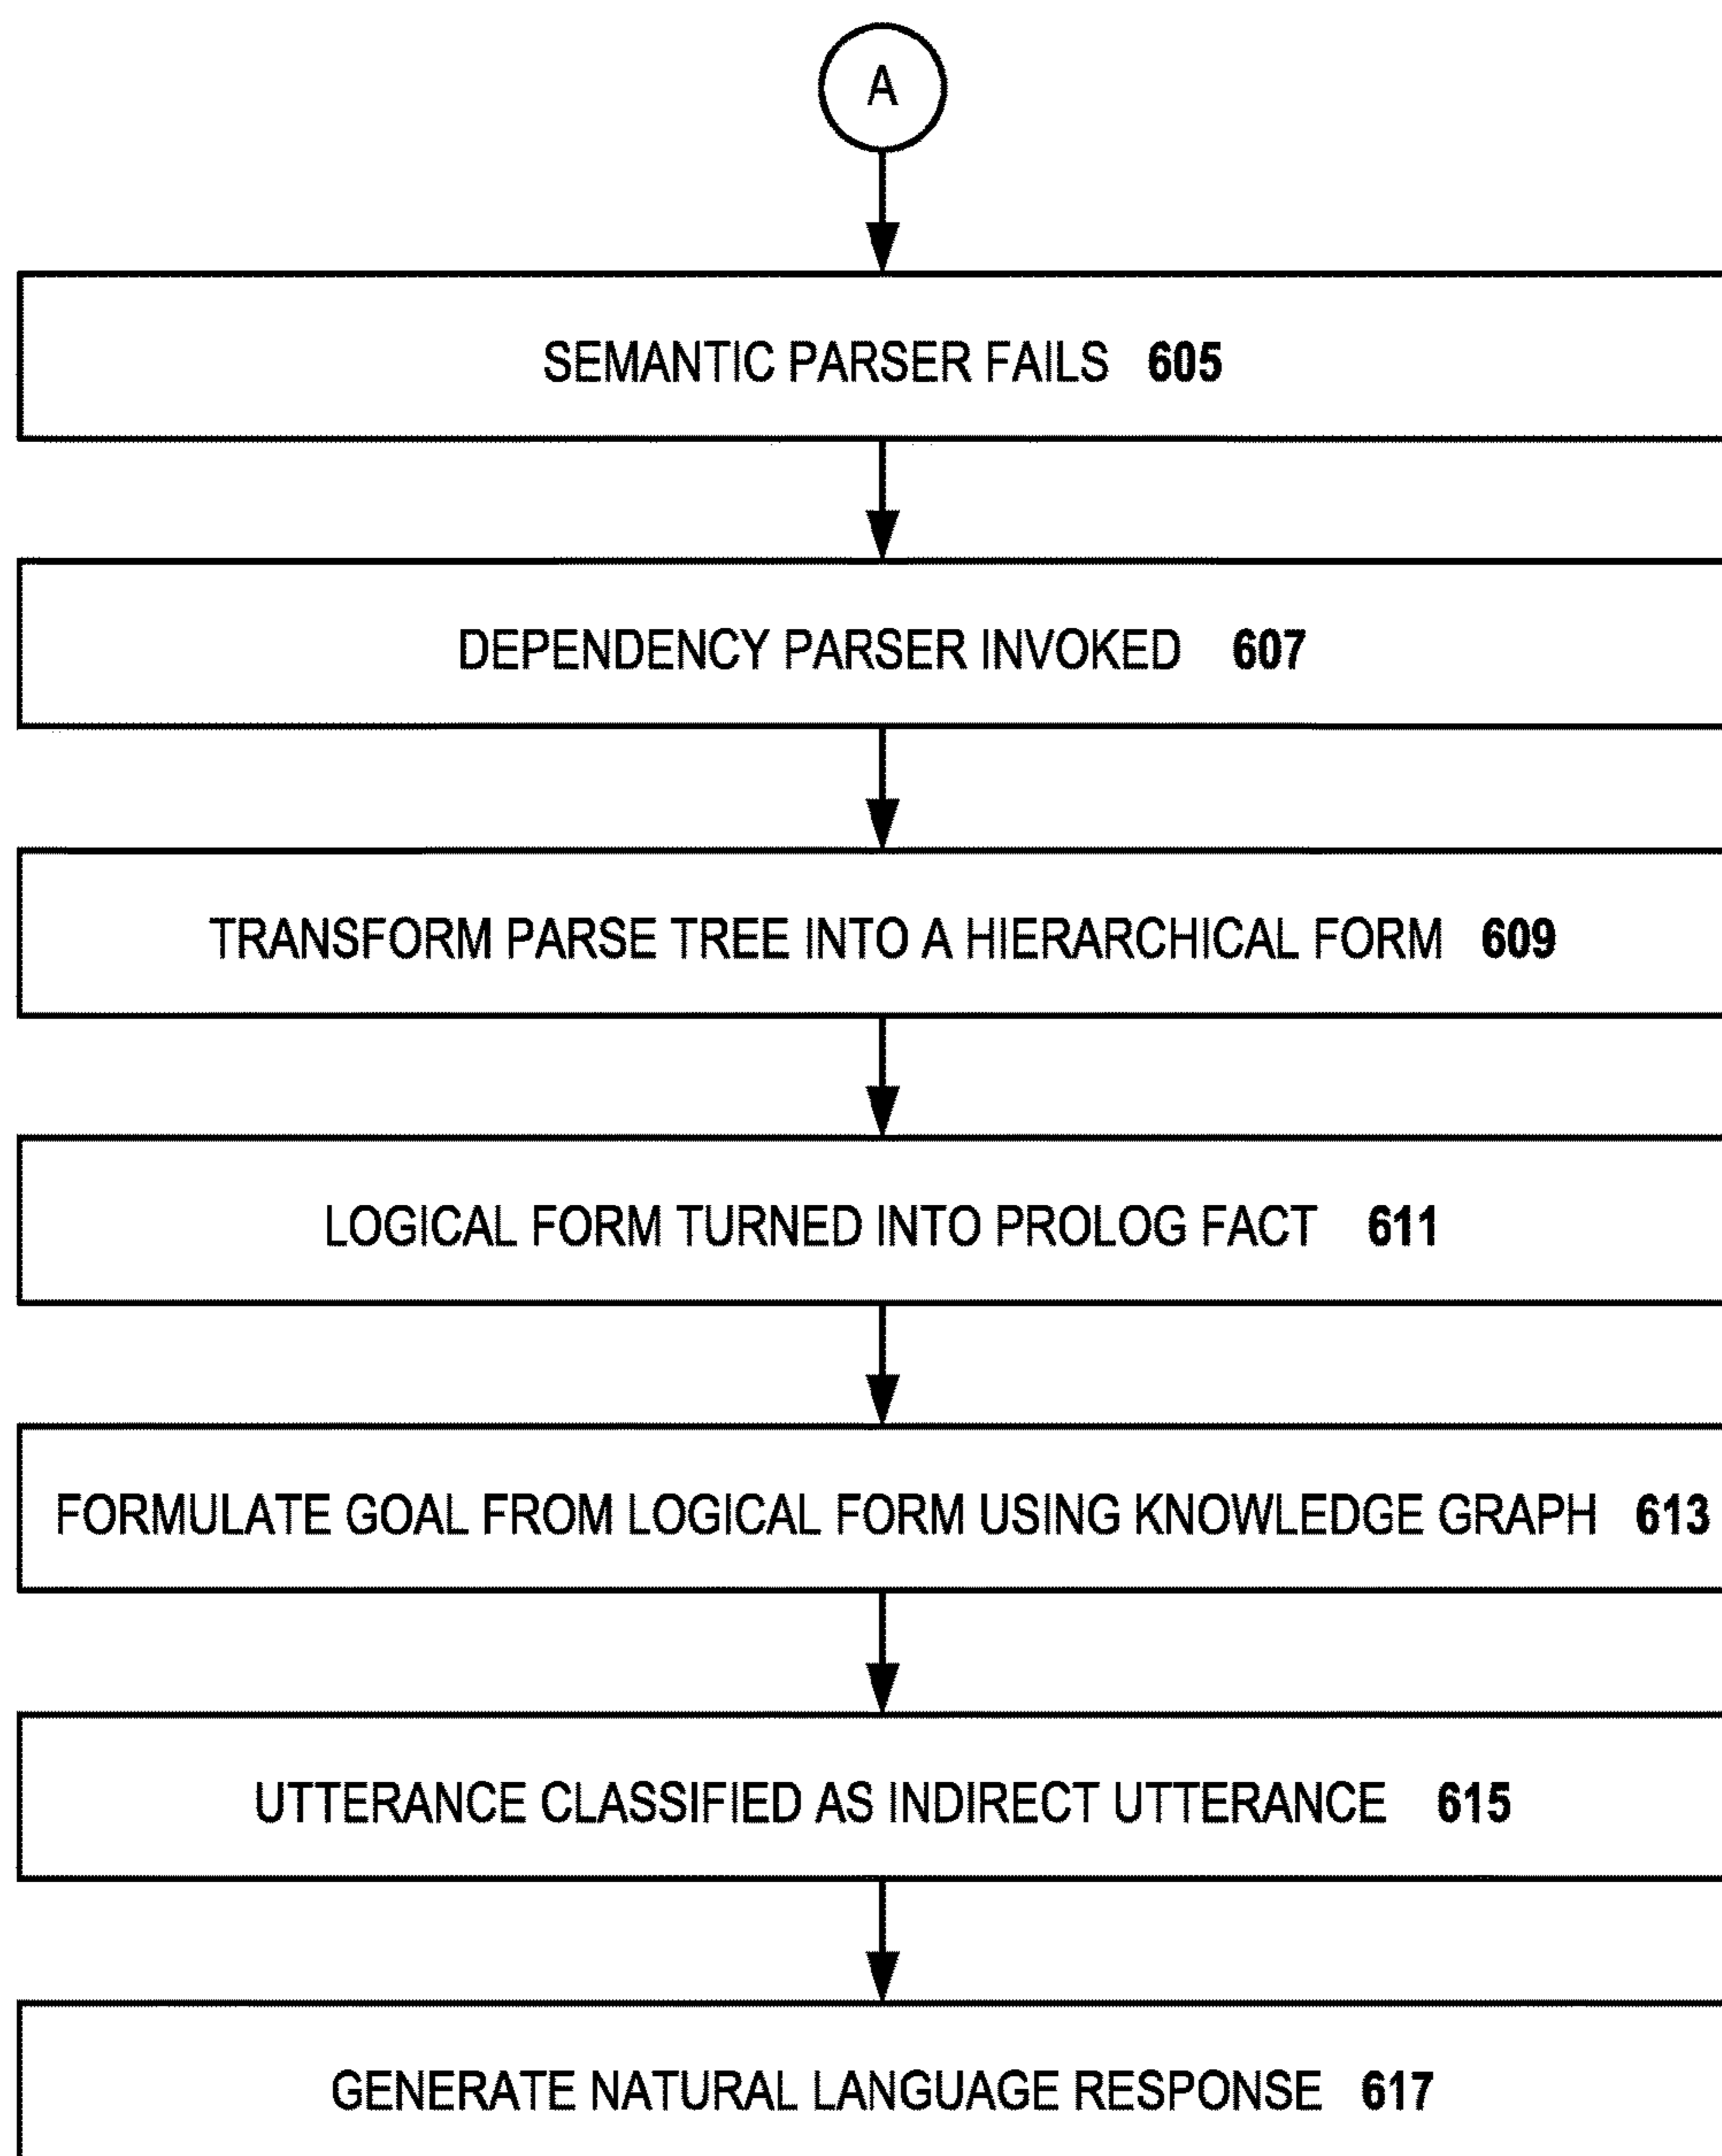 A
SEMANTIC PARSER FAILS 605
DEPENDENCY PARSER INVOKED 607
TRANSFORM PARSE TREE INTO A HIERARCHICAL FORM 609
LOGICAL FORM TURNED INTO PROLOG FACT 611
FORMULATE GOAL FROM LOGICAL FORM USING KNOWLEDGE GRAPH 613
UTTERANCE CLASSIFIED AS INDIRECT UTTERANCE 615
GENERATE NATURAL LANGUAGE RESPONSE 617